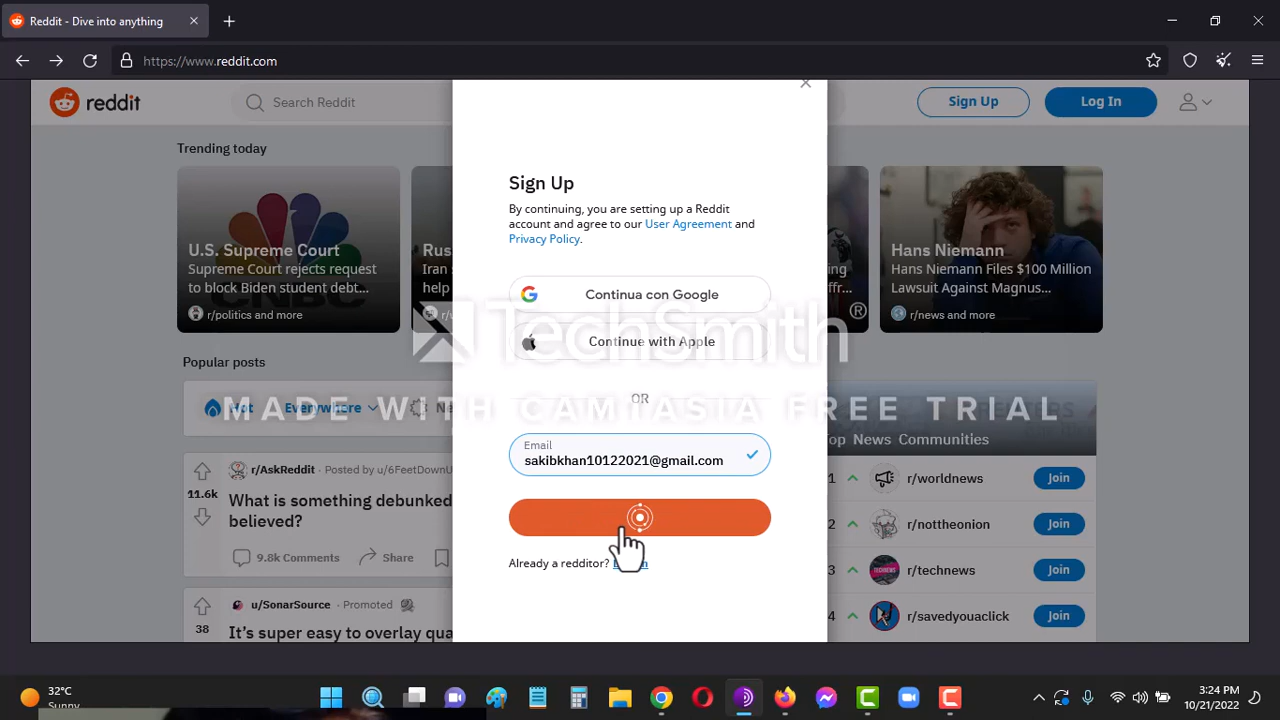 Reddit - Dive into anything
https://www.reddit.com
reddit
Search Reddit
Sign Up
Log In
Trending today
U.S. Supreme Court
Supreme Court rejects request
to block Biden student debt...
r/politics and more
Rus
Iran s
help
r/
r...
Hans Niemann
Hans Niemann Files $100 Million
Lawsuit Against Magnus...
r/news and more
Sign Up
By continuing, you are setting up a Reddit
account and agree to our User Agreement and
Privacy Policy.
Continua con Google
Continue with Apple
OR
Email
sakibkhan10122021@gmail.com
Already a redditor?
TechSmith®
MADE WITH CAMTASIA FREE TRIAL
Popular posts
Hot
Everywhere
Ne
r/AskReddit · Posted by u/6FeetDownU
11.6k
What is something debunked
believed?
9.8k Comments
Share
u/SonarSource · Promoted
38
It's super easy to overlay qua
Top News Communities
1
r/worldnews
Join
2
r/nottheonion
Join
3
r/technews
Join
4
r/savedyouaclick
Join
32°C
Sunny
3:24 PM
10/21/2022